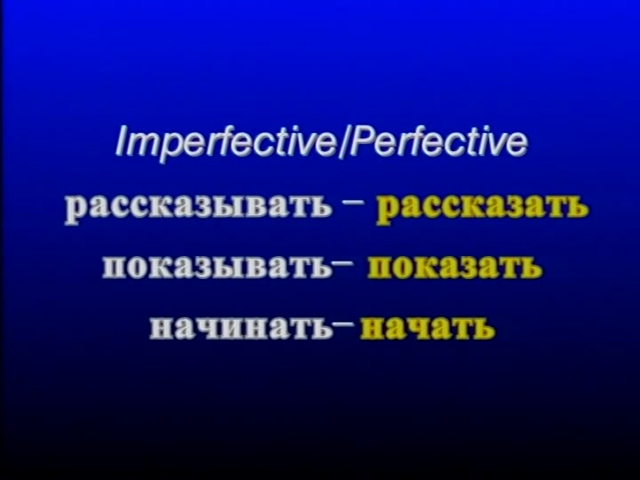 Imperfective/Perfective
рассказывать – рассказать
показывать– показать
начинать– начать